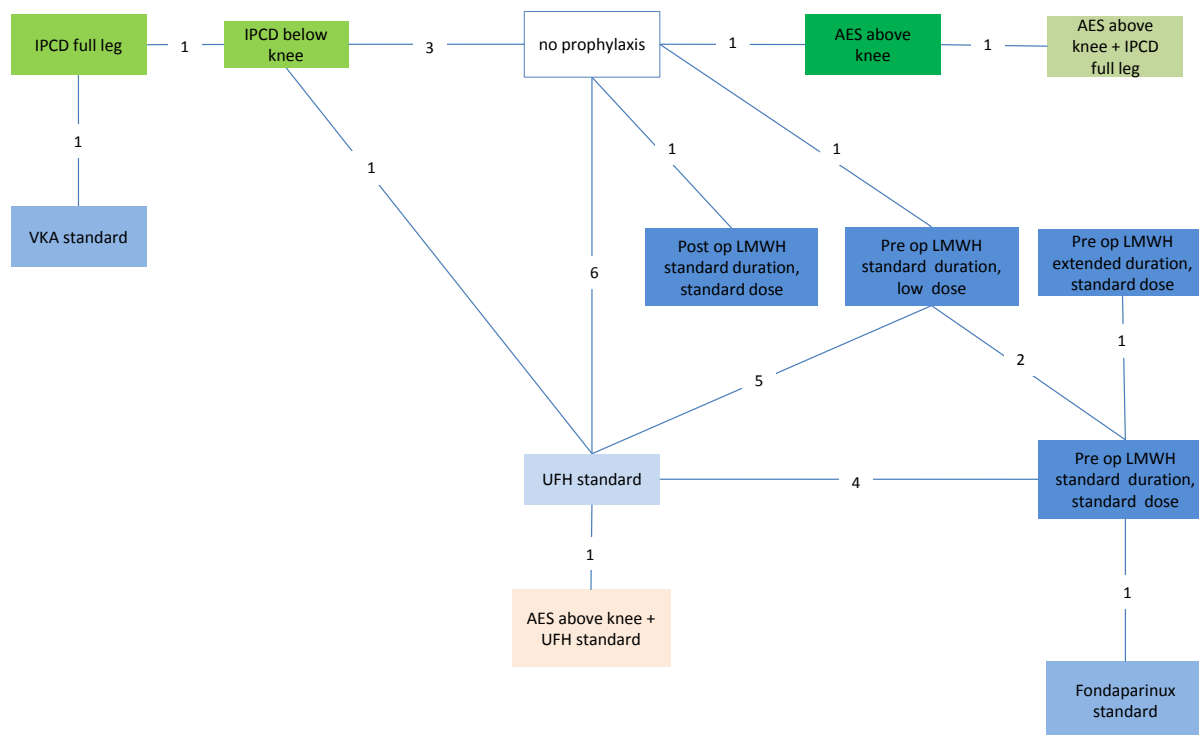 IPCD full leg
1
IPCD below
knee
3
no prophylaxis
1
AES above
knee
1
AES above
knee + IPCD
full leg
1
1
1
1
VKA standard
6
Post op LMWH
standard duration,
standard dose
Pre op LMWH
standard duration,
low dose
Pre op LMWH
extended duration,
standard dose
5
2
1
UFH standard
4
Pre op LMWH
standard duration,
standard dose
1
1
AES above knee +
UFH standard
Fondaparinux
standard